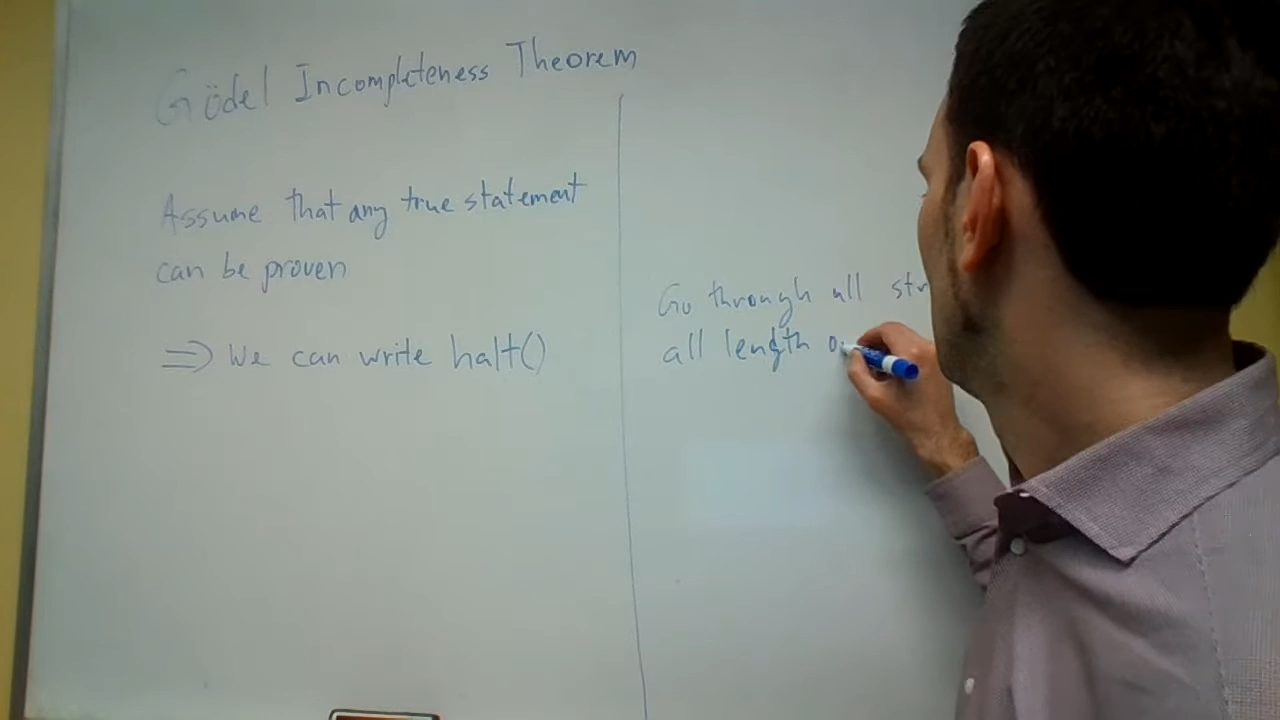 Gödel Incompleteness Theorem
Assume that any true statement
can be proven
⇒ We can write halt()
Go through all
all length